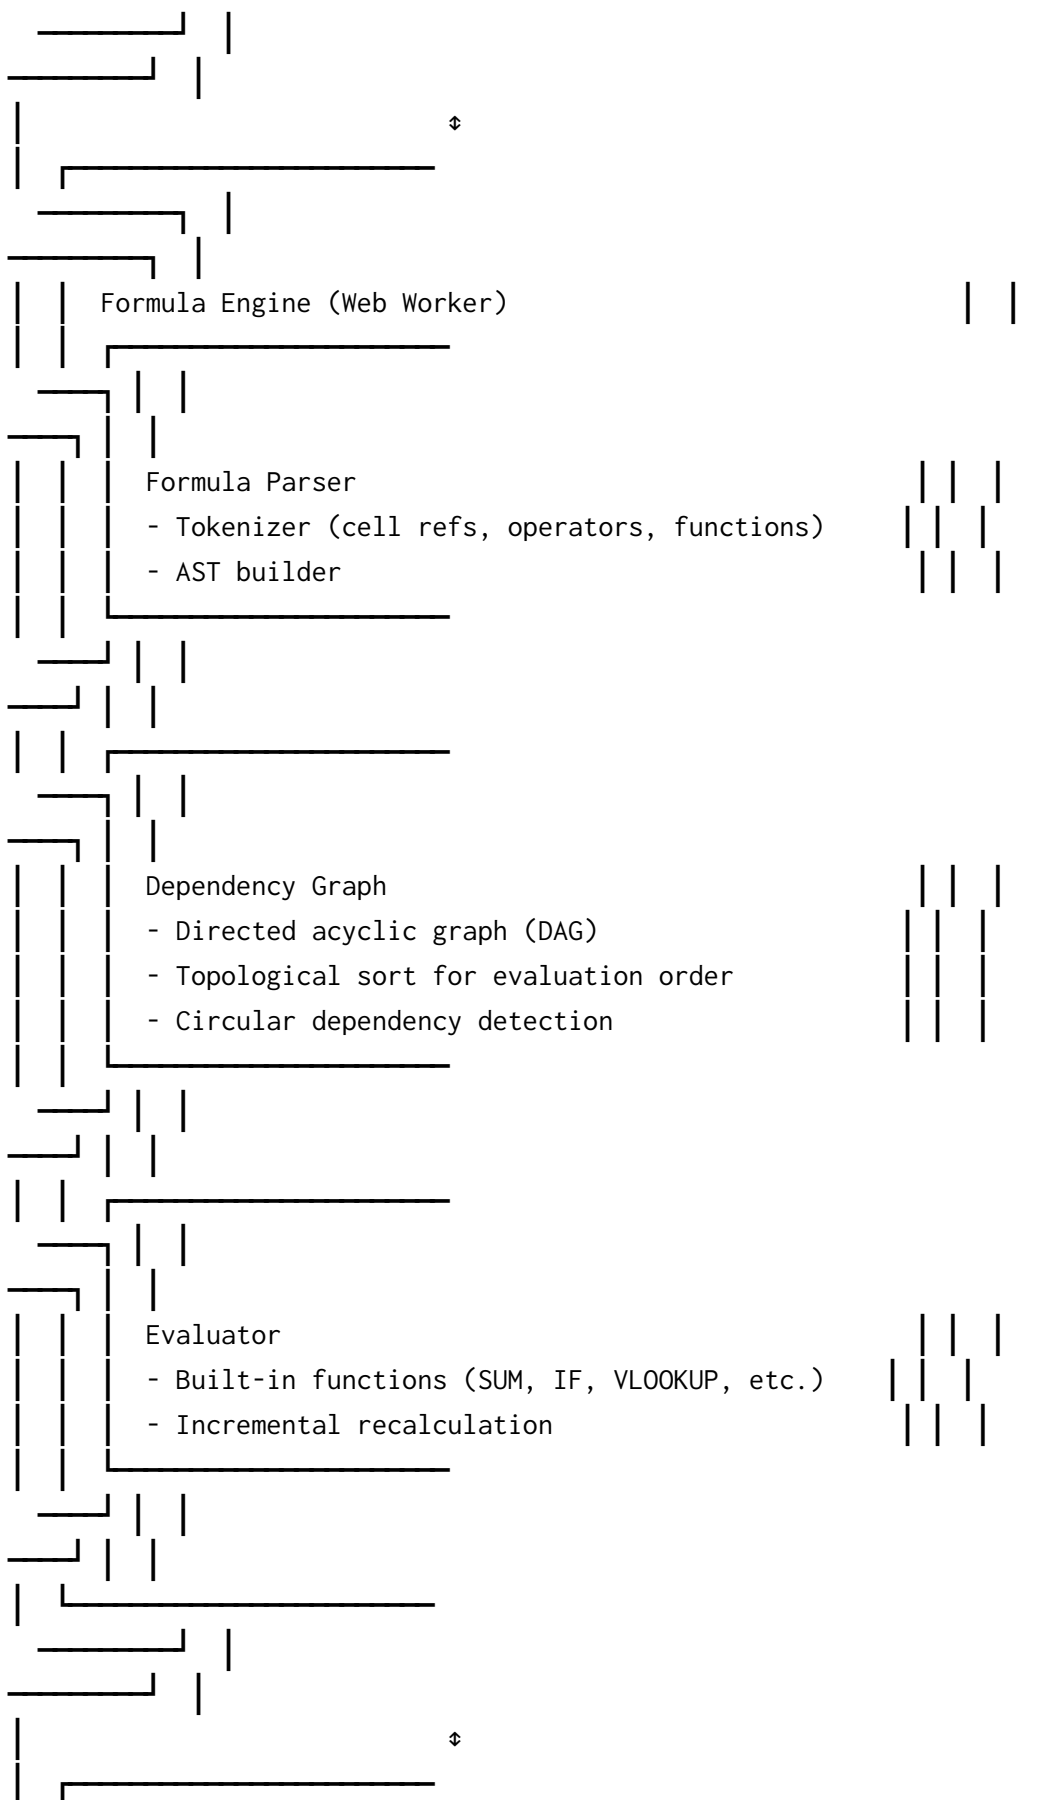 ↕
Formula Engine (Web Worker)
Formula Parser
- Tokenizer (cell refs, operators, functions)
- AST builder
Dependency Graph
- Directed acyclic graph (DAG)
- Topological sort for evaluation order
- Circular dependency detection
Evaluator
- Built-in functions (SUM, IF, VLOOKUP, etc.)
- Incremental recalculation
↕